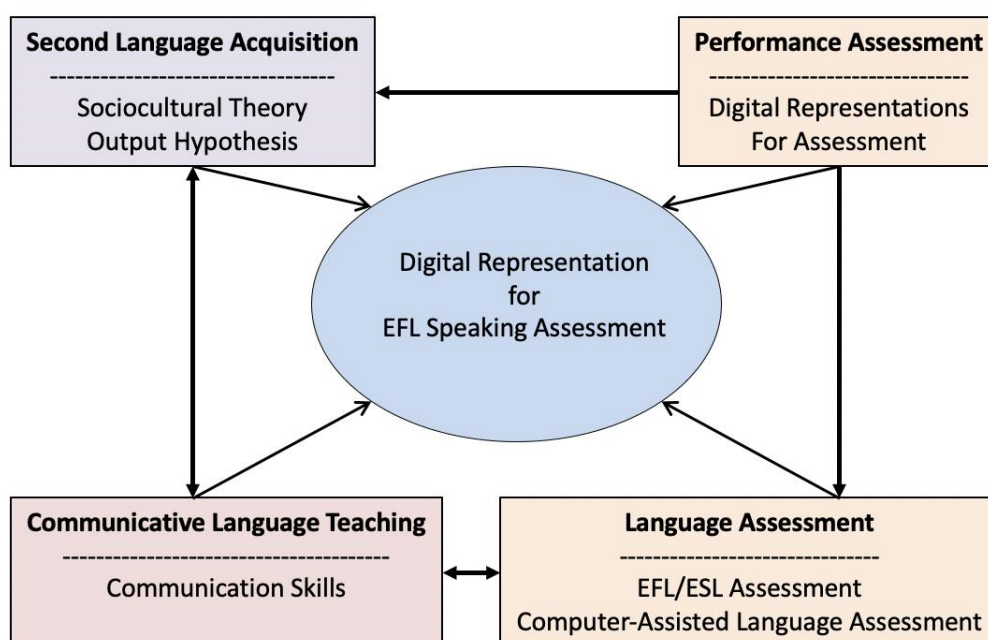 Second Language Acquisition
---------------------------------
Sociocultural Theory
Output Hypothesis
Performance Assessment
------------------------------
Digital Representations
For Assessment
Digital Representation
for
EFL Speaking Assessment
Communicative Language Teaching
--------------------------------------
Communication Skills
Language Assessment
------------------------------
EFL/ESL Assessment
Computer-Assisted Language Assessment